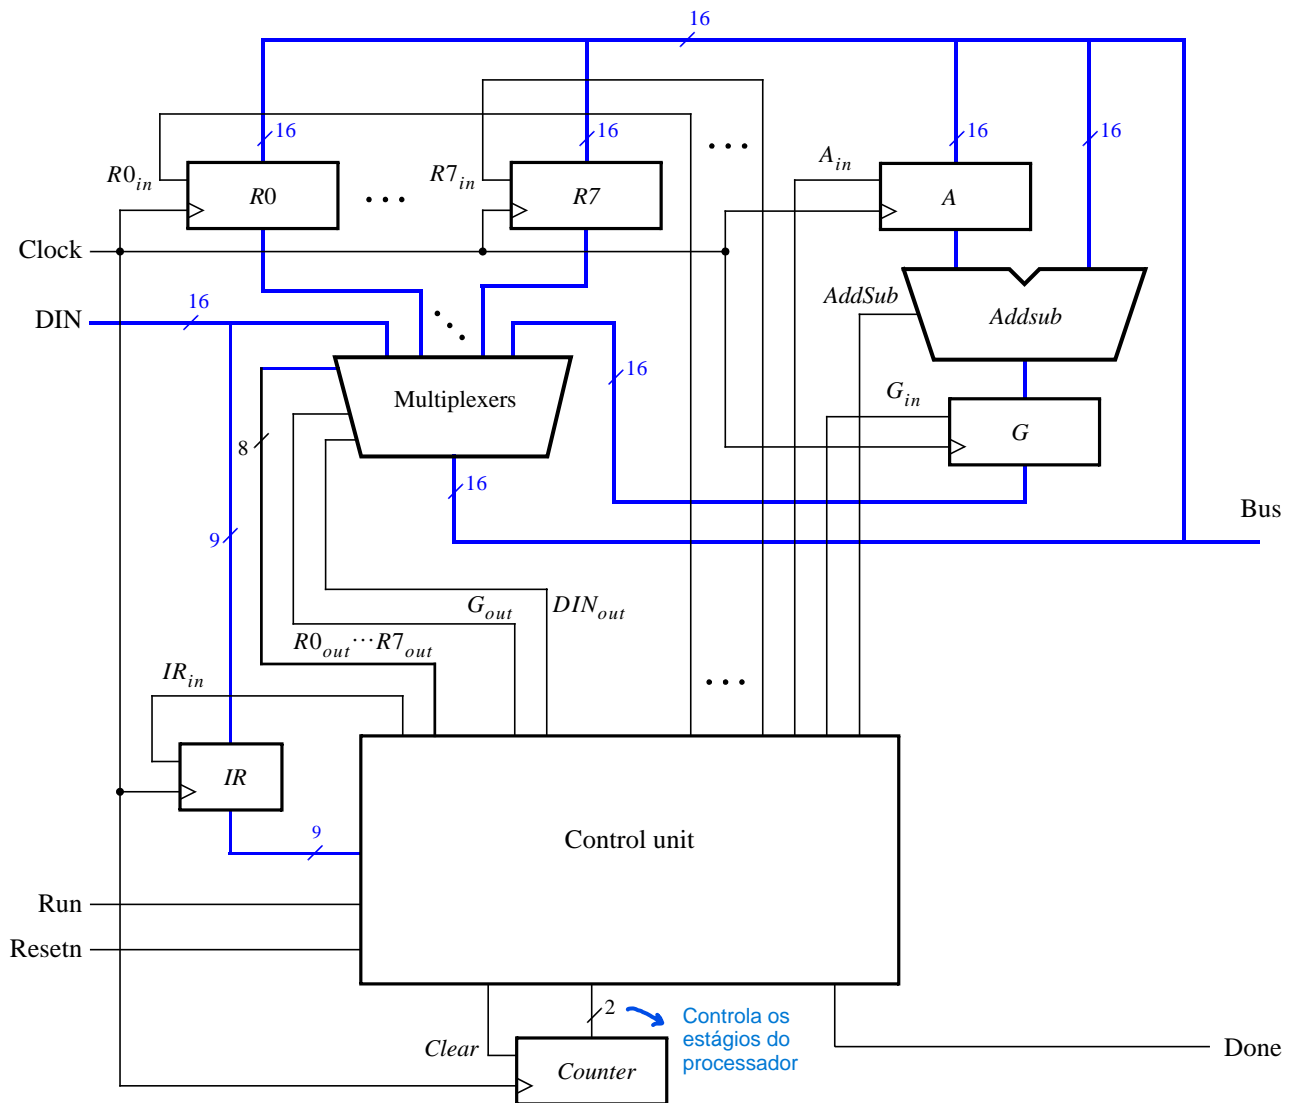 16
16
16
16
16
R0in
R0
R7in
R7
Ain
A
Clock
16
DIN
AddSub
Addsub
Multiplexers
16
Gin
G
8
16
Bus
9
Gout
DINout
R0out⋯R7out
IRin
IR
Control unit
9
Run
Resetn
2
Controla os
estágios do
processador
Clear
Counter
Done